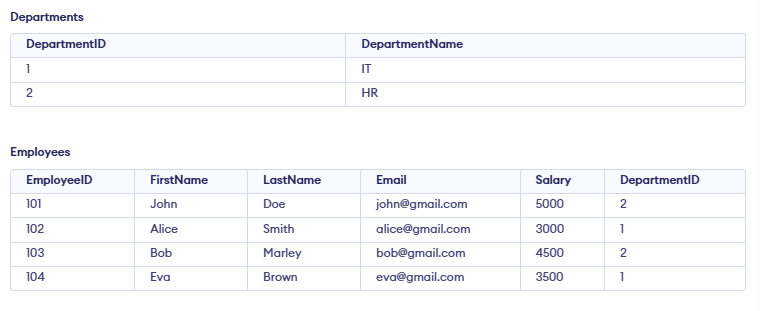 Departments
DepartmentID DepartmentName
1 IT
2 HR
Employees
EmployeeID FirstName LastName Email Salary DepartmentID
101 John Doe john@gmail.com 5000 2
102 Alice Smith alice@gmail.com 3000 1
103 Bob Marley bob@gmail.com 4500 2
104 Eva Brown eva@gmail.com 3500 1